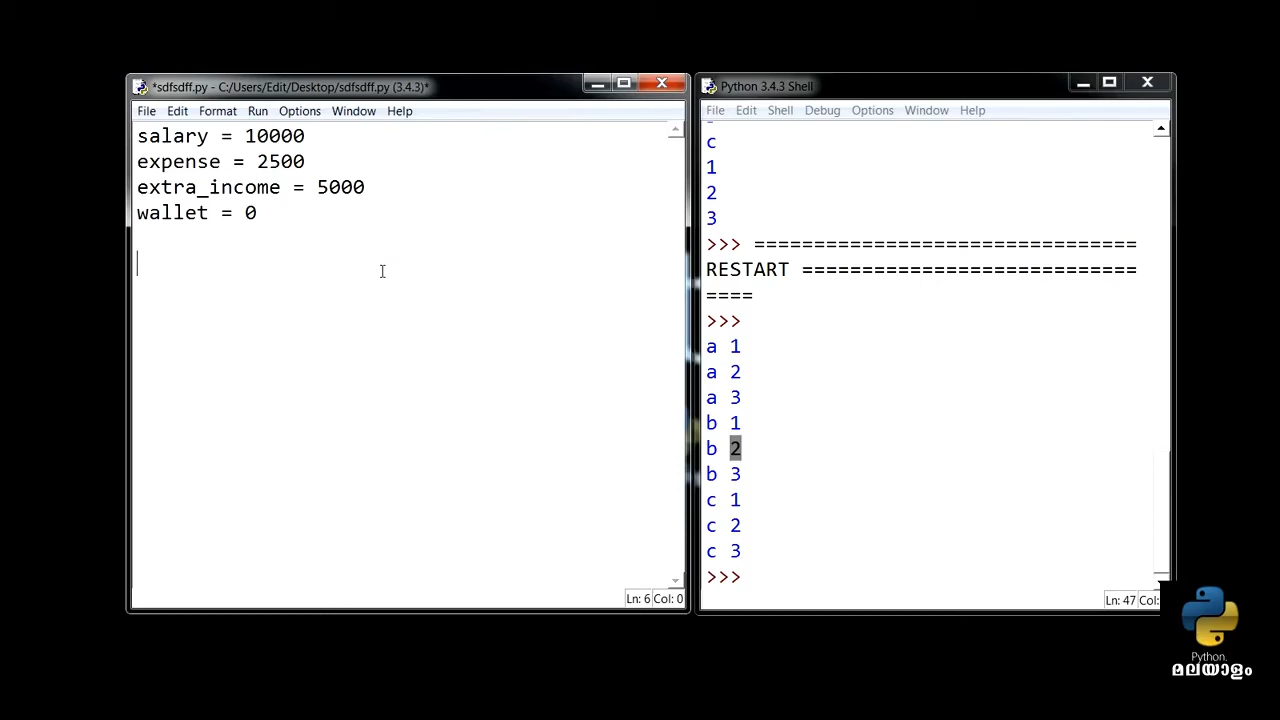 *sdfsdff.py - C:/Users/Edit/Desktop/sdfsdff.py (3.4.3)*
File Edit Format Run Options Window Help
salary = 10000
expense = 2500
extra_income = 5000
wallet = 0
Ln: 6 Col: 0
Python 3.4.3 Shell
File Edit Shell Debug Options Window Help
c
1
2
3
>>> ================================
RESTART ============================
====
>>>
a 1
a 2
a 3
b 1
b 2
b 3
c 1
c 2
c 3
>>>
Ln: 47 Col:
Python.
മലയാളം